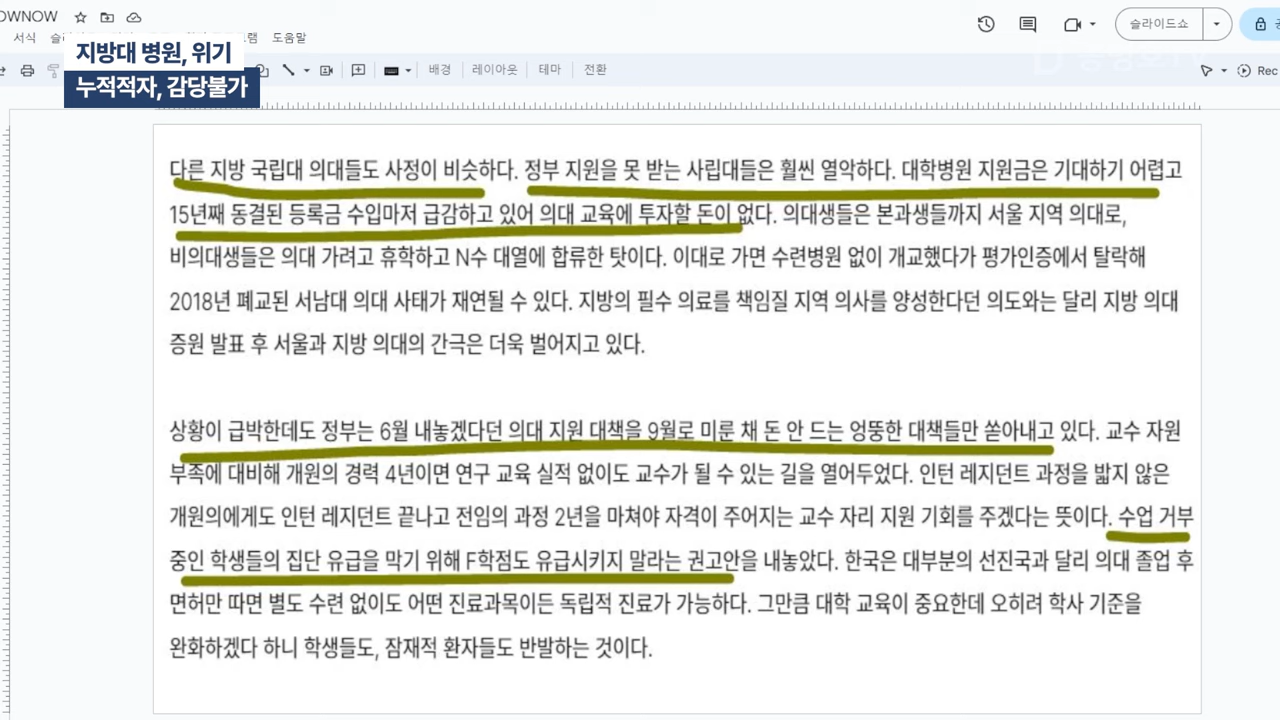 OWNOW
서식
그램 도움말
슬라이드쇼
지방대 병원, 위기
누적적자, 감당불가
배경 레이아웃 테마 전환
Rec
다른 지방 국립대 의대들도 사정이 비슷하다. 정부 지원을 못 받는 사립대들은 훨씬 열악하다. 대학병원 지원금은 기대하기 어렵고
15년째 동결된 등록금 수입마저 급감하고 있어 의대 교육에 투자할 돈이 없다. 의대생들은 본과생들까지 서울 지역 의대로,
비의대생들은 의대 가려고 휴학하고 N수 대열에 합류한 탓이다. 이대로 가면 수련병원 없이 개교했다가 평가인증에서 탈락해
2018년 폐교된 서남대 의대 사태가 재연될 수 있다. 지방의 필수 의료를 책임질 지역 의사를 양성한다던 의도와는 달리 지방 의대
증원 발표 후 서울과 지방 의대의 간극은 더욱 벌어지고 있다.
상황이 급박한데도 정부는 6월 내놓겠다던 의대 지원 대책을 9월로 미룬 채 돈 안 드는 엉뚱한 대책들만 쏟아내고 있다. 교수 자원
부족에 대비해 개원의 경력 4년이면 연구 교육 실적 없이도 교수가 될 수 있는 길을 열어두었다. 인턴 레지던트 과정을 밟지 않은
개원의에게도 인턴 레지던트 끝나고 전임의 과정 2년을 마쳐야 자격이 주어지는 교수 자리 지원 기회를 주겠다는 뜻이다. 수업 거부
중인 학생들의 집단 유급을 막기 위해 F학점도 유급시키지 말라는 권고안을 내놓았다. 한국은 대부분의 선진국과 달리 의대 졸업 후
면허만 따면 별도 수련 없이도 어떤 진료과목이든 독립적 진료가 가능하다. 그만큼 대학 교육이 중요한데 오히려 학사 기준을
완화하겠다 하니 학생들도, 잠재적 환자들도 반발하는 것이다.